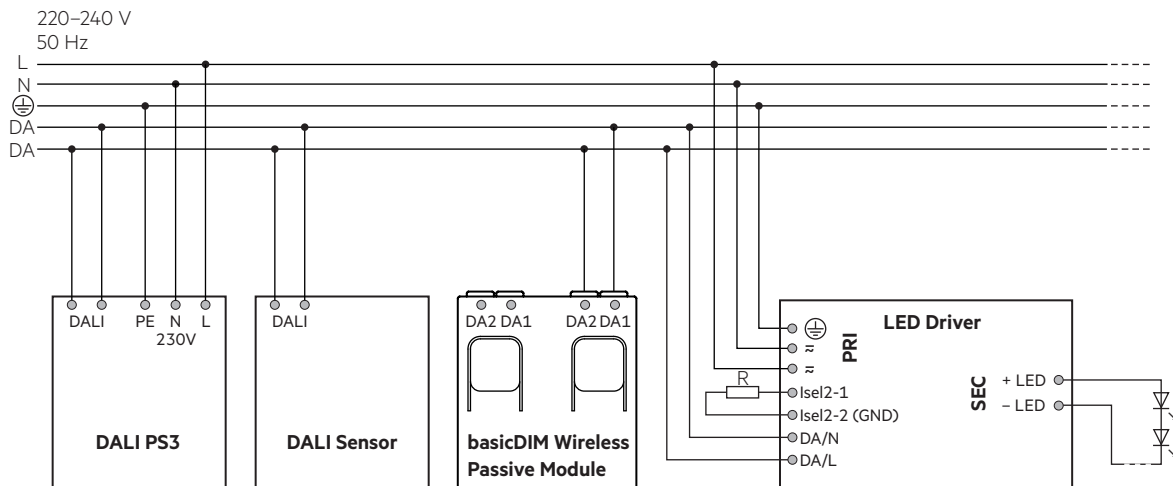 220–240 V
50 Hz
L
N
DA
DA
DALI PE N L
230V
DALI PS3
DALI
DALI Sensor
DA2 DA1 DA2 DA1
basicDIM Wireless
Passive Module
LED Driver
PRI
R
Isel2-1
Isel2-2 (GND)
DA/N
DA/L
SEC
+ LED
– LED